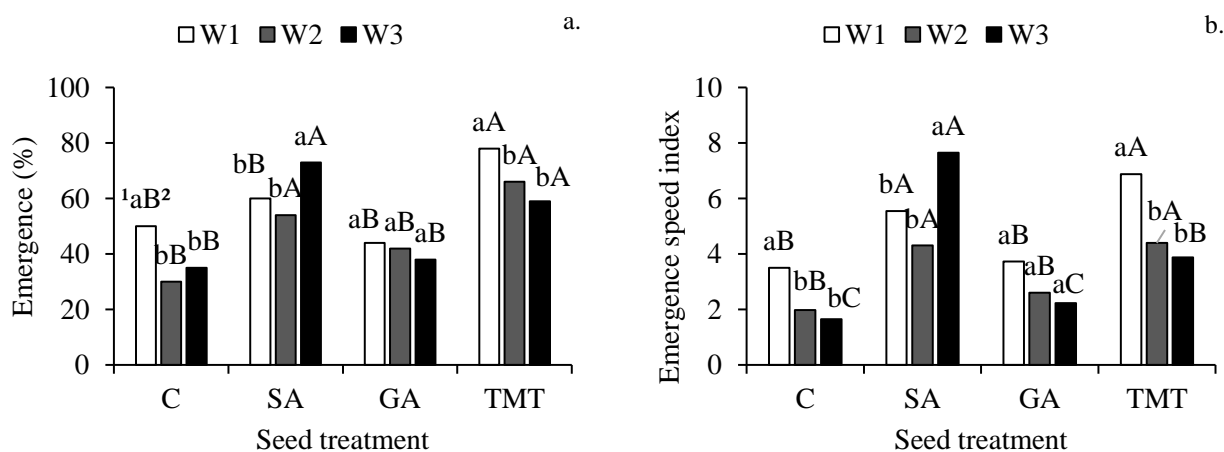 W1 W2 W3
a.
Emergence (%)
100
80
60
40
20
0
¹aB²
bB
bB
bB
bA
aA
aB
aB
aB
aA
bA
bA
C SA GA TMT
Seed treatment
W1 W2 W3
b.
Emergence speed index
10
8
6
4
2
0
aB
bB
bC
bA
bA
aA
aB
aB
aC
aA
bA
bB
C SA GA TMT
Seed treatment